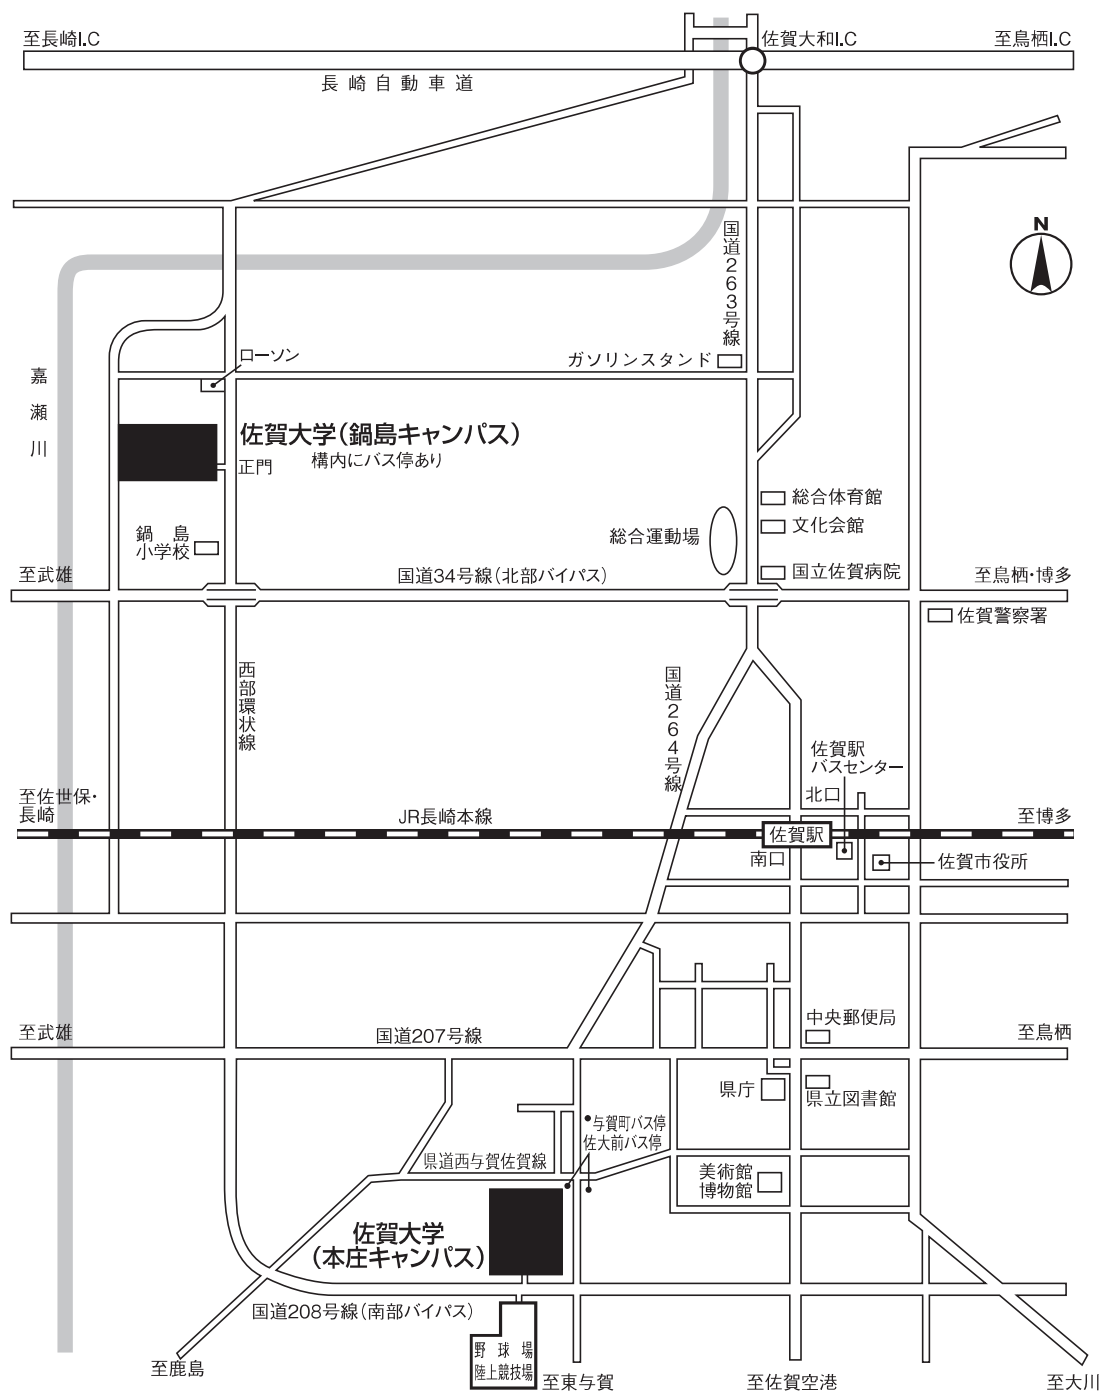 至長崎I.C
佐賀大和I.C
至鳥栖I.C
長崎自動車道
N
国道263号線
ローソン
ガソリンスタンド
嘉瀬川
佐賀大学(鍋島キャンパス)
構内にバス停あり
正門
総合体育館
文化会館
総合運動場
鍋島
小学校
国立佐賀病院
至武雄
国道34号線(北部バイパス)
至鳥栖・博多
佐賀警察署
西部環状線
国道264号線
佐賀駅
バスセンター
北口
至佐世保・
長崎
JR長崎本線
至博多
佐賀駅
南口
佐賀市役所
中央郵便局
至武雄
国道207号線
至鳥栖
県庁
県立図書館
与賀町バス停
佐大前バス停
県道西与賀佐賀線
美術館
博物館
佐賀大学
(本庄キャンパス)
国道208号線(南部バイパス)
野球場
陸上競技場
至鹿島
至東与賀
至佐賀空港
至大川